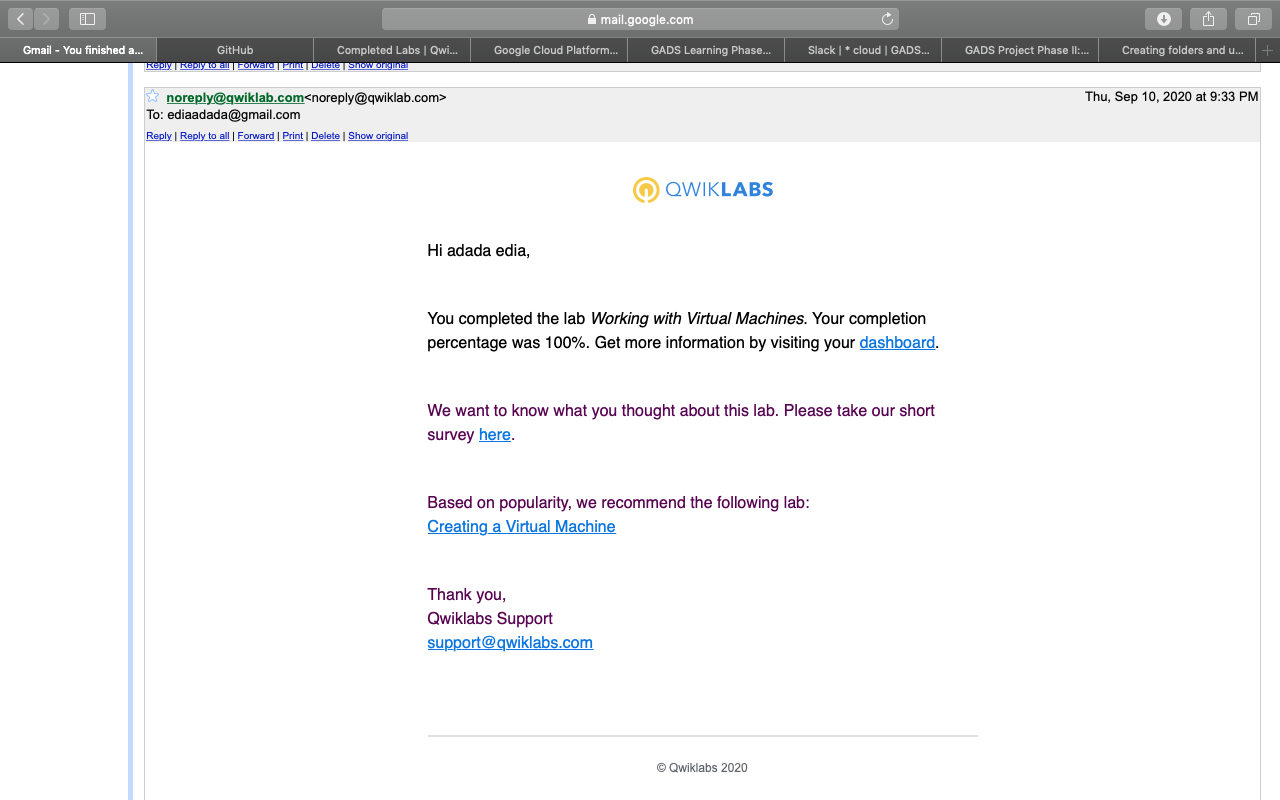 mail.google.com
Gmail - You finished a...
GitHub
Completed Labs | Qwi...
Google Cloud Platform...
GADS Learning Phase...
Slack | * cloud | GADS...
GADS Project Phase II:...
Creating folders and u...
Reply | Reply to all | Forward | Print | Delete | Show original
noreply@qwiklab.com<noreply@qwiklab.com>
Thu, Sep 10, 2020 at 9:33 PM
To: ediaadada@gmail.com
Reply | Reply to all | Forward | Print | Delete | Show original
QWIKLABS
Hi adada edia,
You completed the lab Working with Virtual Machines. Your completion
percentage was 100%. Get more information by visiting your dashboard.
We want to know what you thought about this lab. Please take our short
survey here.
Based on popularity, we recommend the following lab:
Creating a Virtual Machine
Thank you,
Qwiklabs Support
support@qwiklabs.com
© Qwiklabs 2020